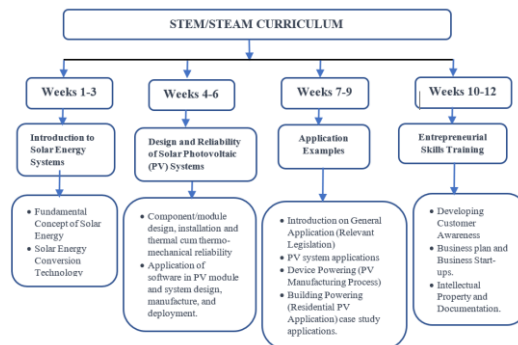 STEM/STEAM CURRICULUM
Weeks 1-3
Weeks 4-6
Weeks 7-9
Weeks 10-12
Introduction to
Solar Energy
Systems
Design and Reliability
of Solar Photovoltaic
(PV) Systems
Application
Examples
Entrepreneurial
Skills Training
• Fundamental
Concept of Solar
Energy
• Solar Energy
Conversion
Technology
• Component/module
design, installation and
thermal cum thermo-
mechanical reliability
• Application of
software in PV module
and system design,
manufacture, and
deployment.
• Introduction on General
Application (Relevant
Legislation)
• PV system applications
• Device Powering (PV
Manufacturing Process)
• Building Powering
(Residential PV
Application) case study
applications.
• Developing
Customer
Awareness
• Business plan and
Business Start-
ups.
• Intellectual
Property and
Documentation.